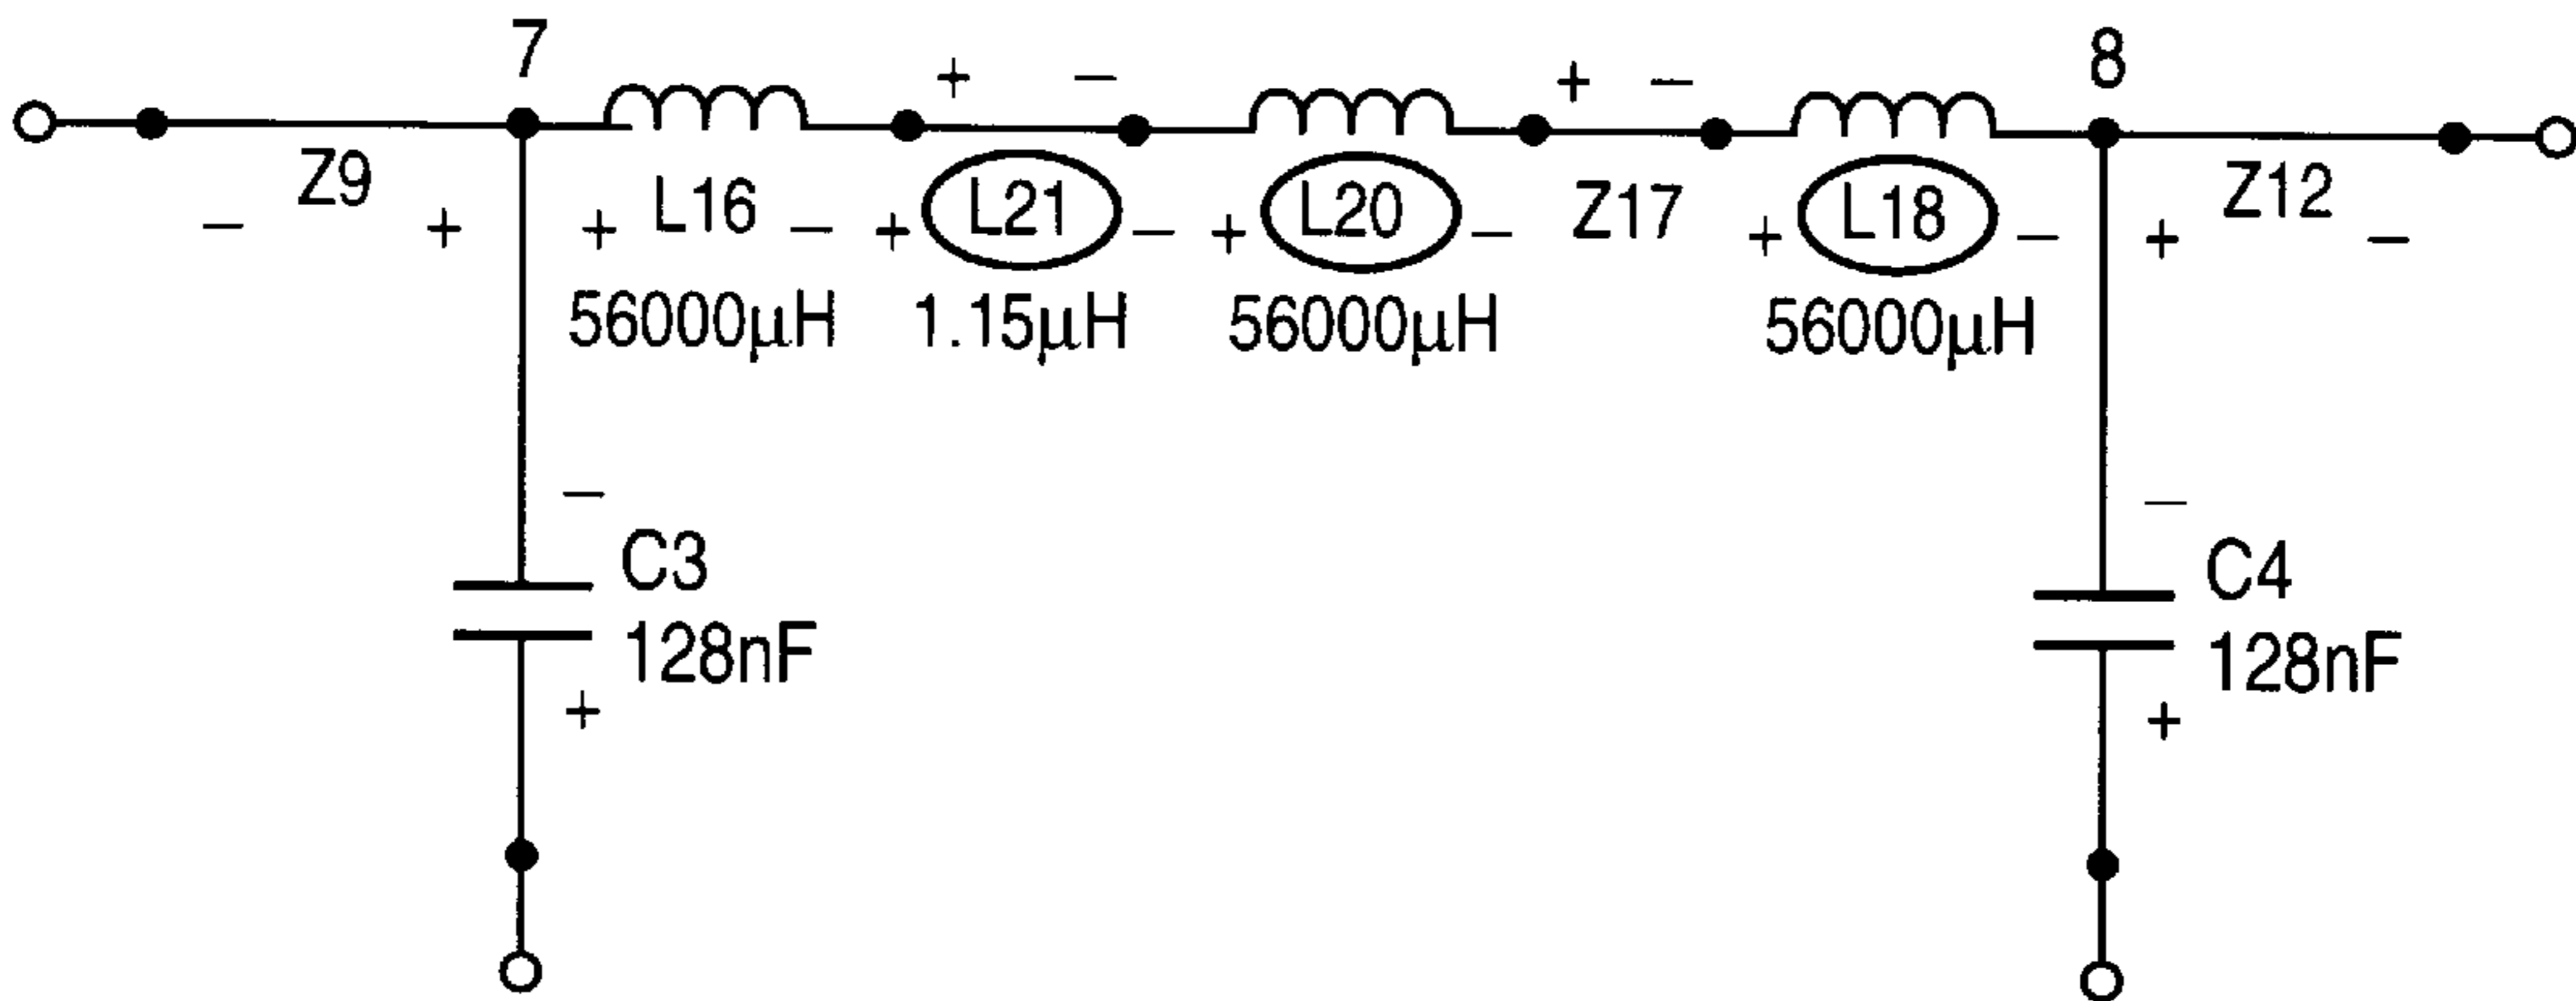 7
8
+ −
+ −
Z9
L16
L21
L20
Z17
L18
Z12
− +
+ −
+ −
+ −
+ −
+ −
56000μH
1.15μH
56000μH
56000μH
−
C3
128nF
+
−
C4
128nF
+